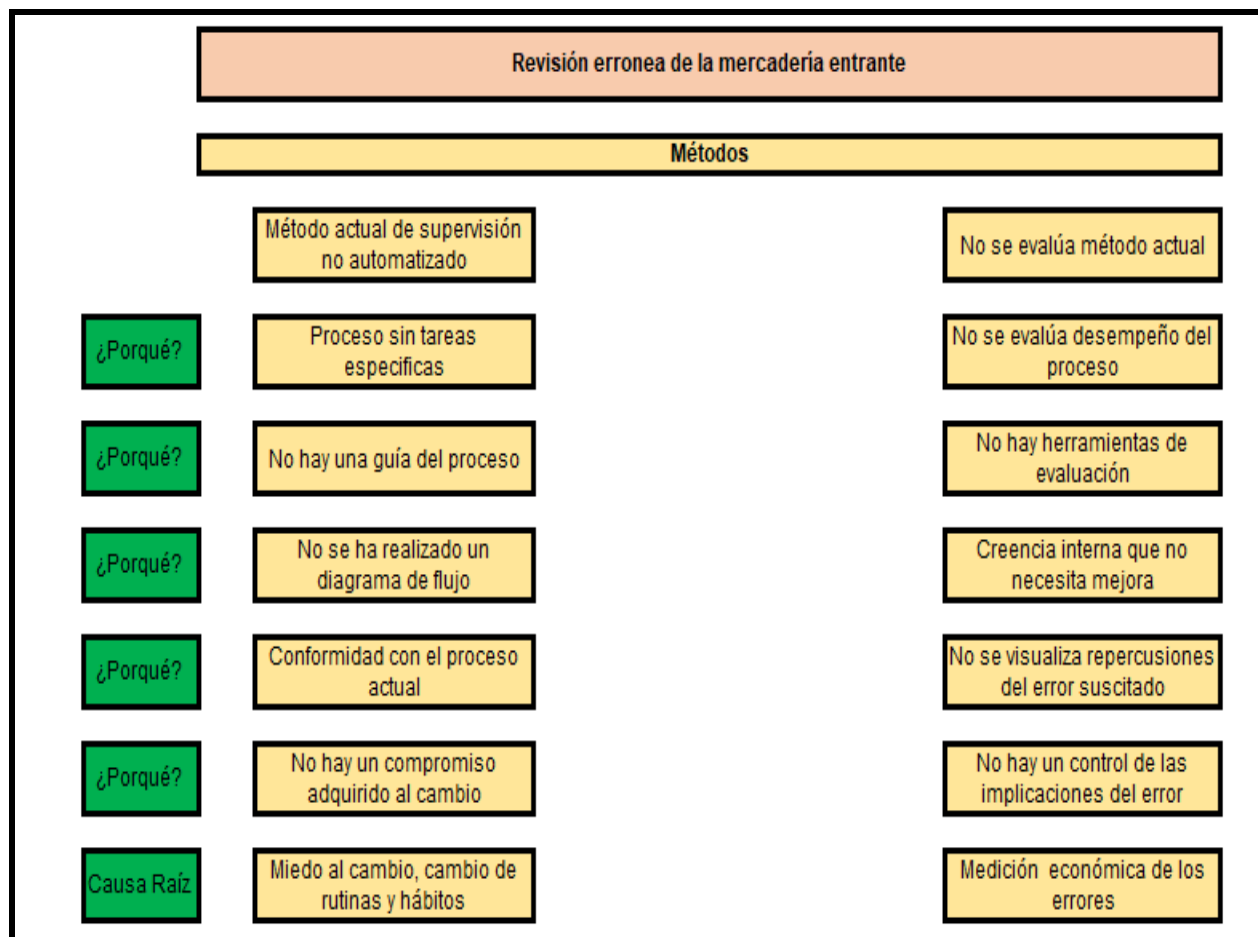 Revisión erronea de la mercadería entrante
Métodos
Método actual de supervisión
no automatizado
No se evalúa método actual
¿Porqué?
Proceso sin tareas
especificas
No se evalúa desempeño del
proceso
¿Porqué?
No hay una guía del proceso
No hay herramientas de
evaluación
¿Porqué?
No se ha realizado un
diagrama de flujo
Creencia interna que no
necesita mejora
¿Porqué?
Conformidad con el proceso
actual
No se visualiza repercusiones
del error suscitado
¿Porqué?
No hay un compromiso
adquirido al cambio
No hay un control de las
implicaciones del error
Causa Raíz
Miedo al cambio, cambio de
rutinas y hábitos
Medición económica de los
errores